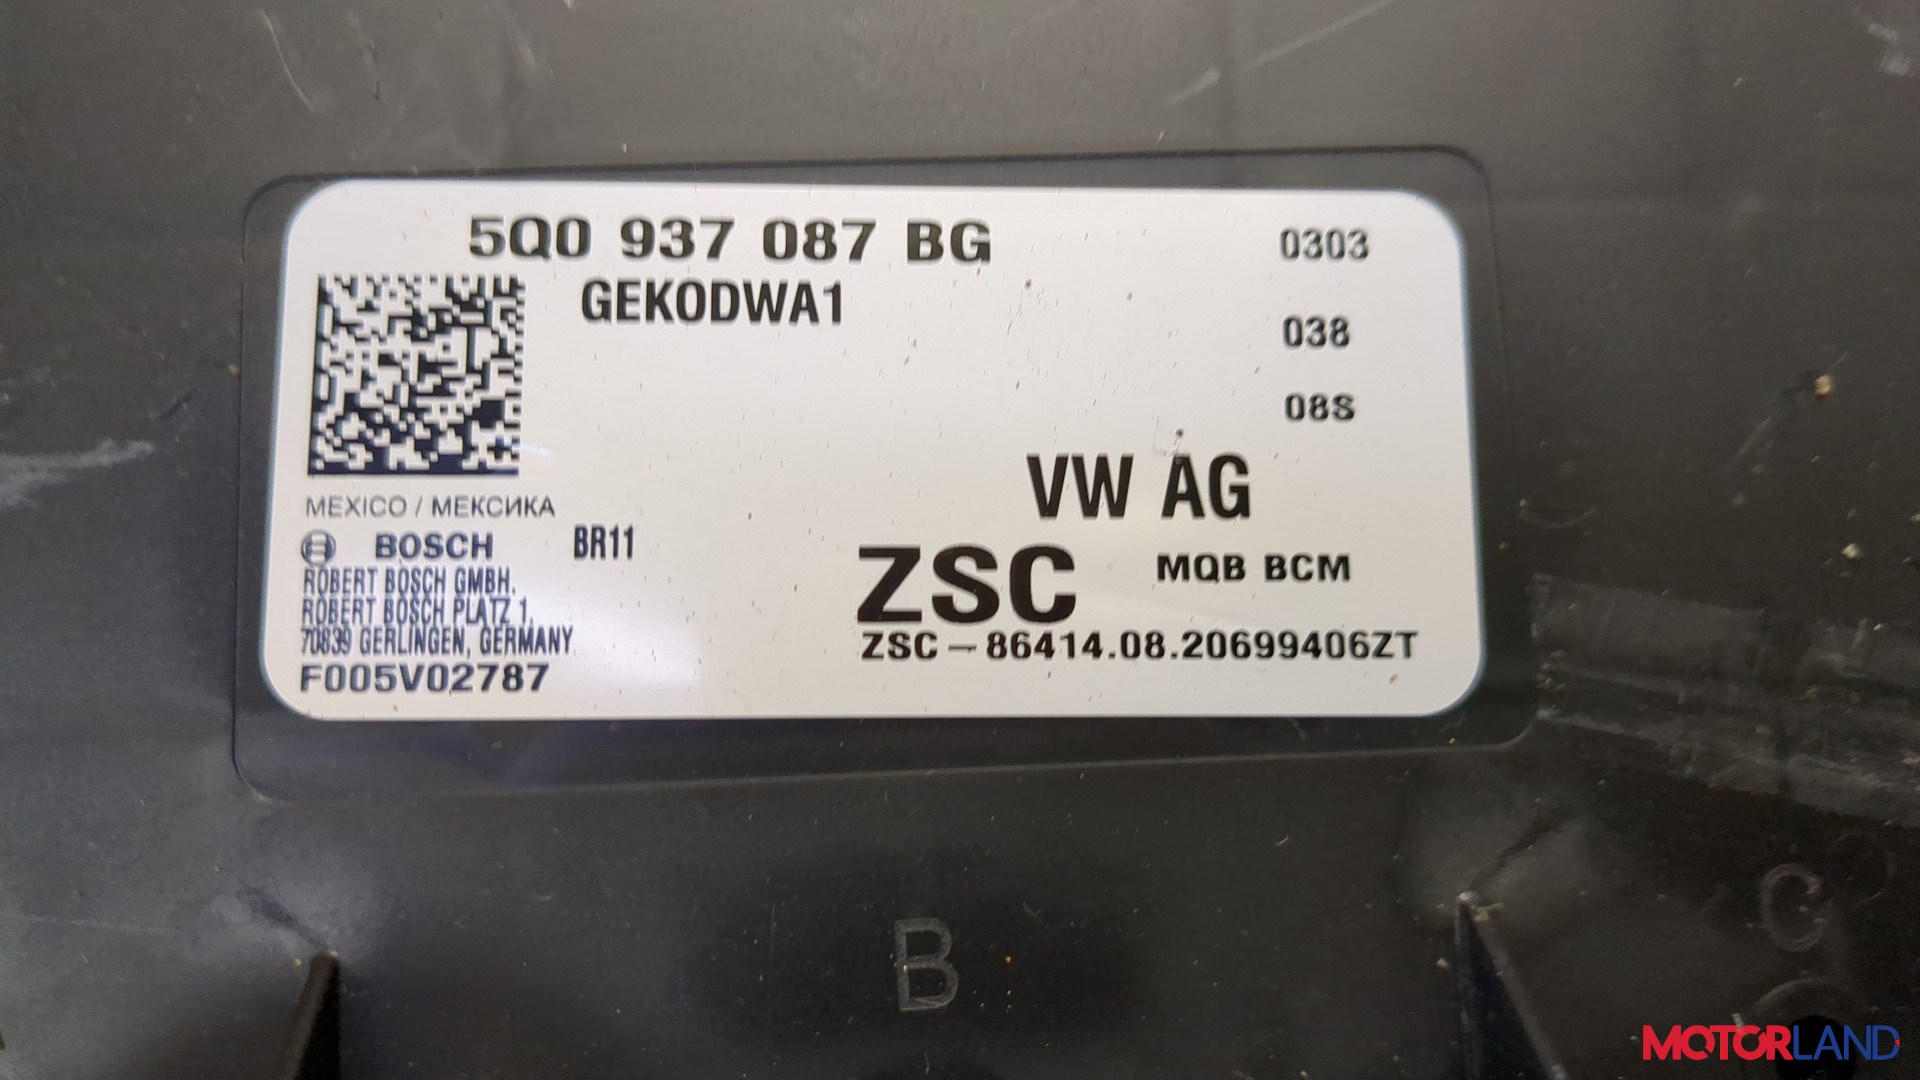 5Q0 937 087 BG
0303
GEKODWA1
038
08S
VW AG
MEXICO / МЕКСИКА
BOSCH BR11
ZSC MQB BCM
ROBERT BOSCH GMBH.
ROBERT BOSCH PLATZ 1,
70839 GERLINGEN, GERMANY
ZSC - 86414.08.20699406ZT
F005V02787
B
C
MOTORLAND